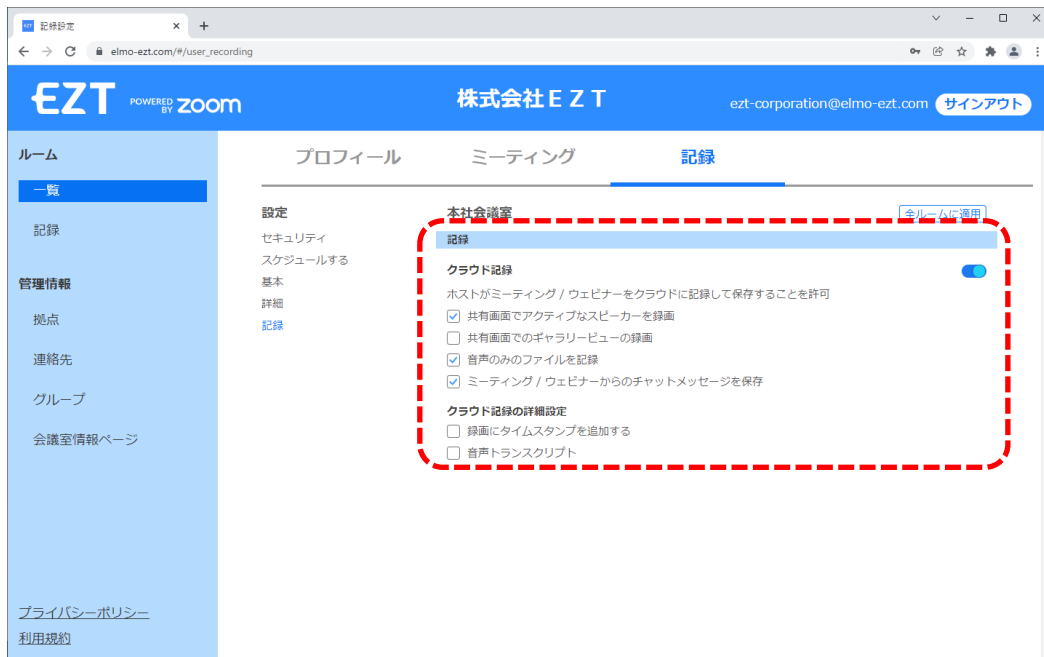 EZT 記録設定 × +
elmo-ezt.com/#/user_recording
EZT POWERED BY zoom
株式会社ＥＺＴ
ezt-corporation@elmo-ezt.com サインアウト
ルーム
一覧
記録
管理情報
拠点
連絡先
グループ
会議室情報ページ
プライバシーポリシー
利用規約
プロフィール ミーティング 記録
設定
セキュリティ
スケジュールする
基本
詳細
記録
本社会議室 全ルームに適用
記録
クラウド記録
ホストがミーティング / ウェビナーをクラウドに記録して保存することを許可
共有画面でアクティブなスピーカーを録画
共有画面でのギャラリービューの録画
音声のみのファイルを記録
ミーティング / ウェビナーからのチャットメッセージを保存
クラウド記録の詳細設定
録画にタイムスタンプを追加する
音声トランスクリプト